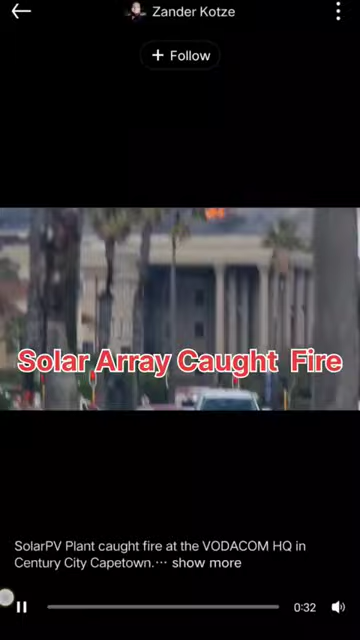 Zander Kotze
+ Follow
Solar Array Caught Fire
SolarPV Plant caught fire at the VODACOM HQ in
Century City Capetown.··· show more
0:32